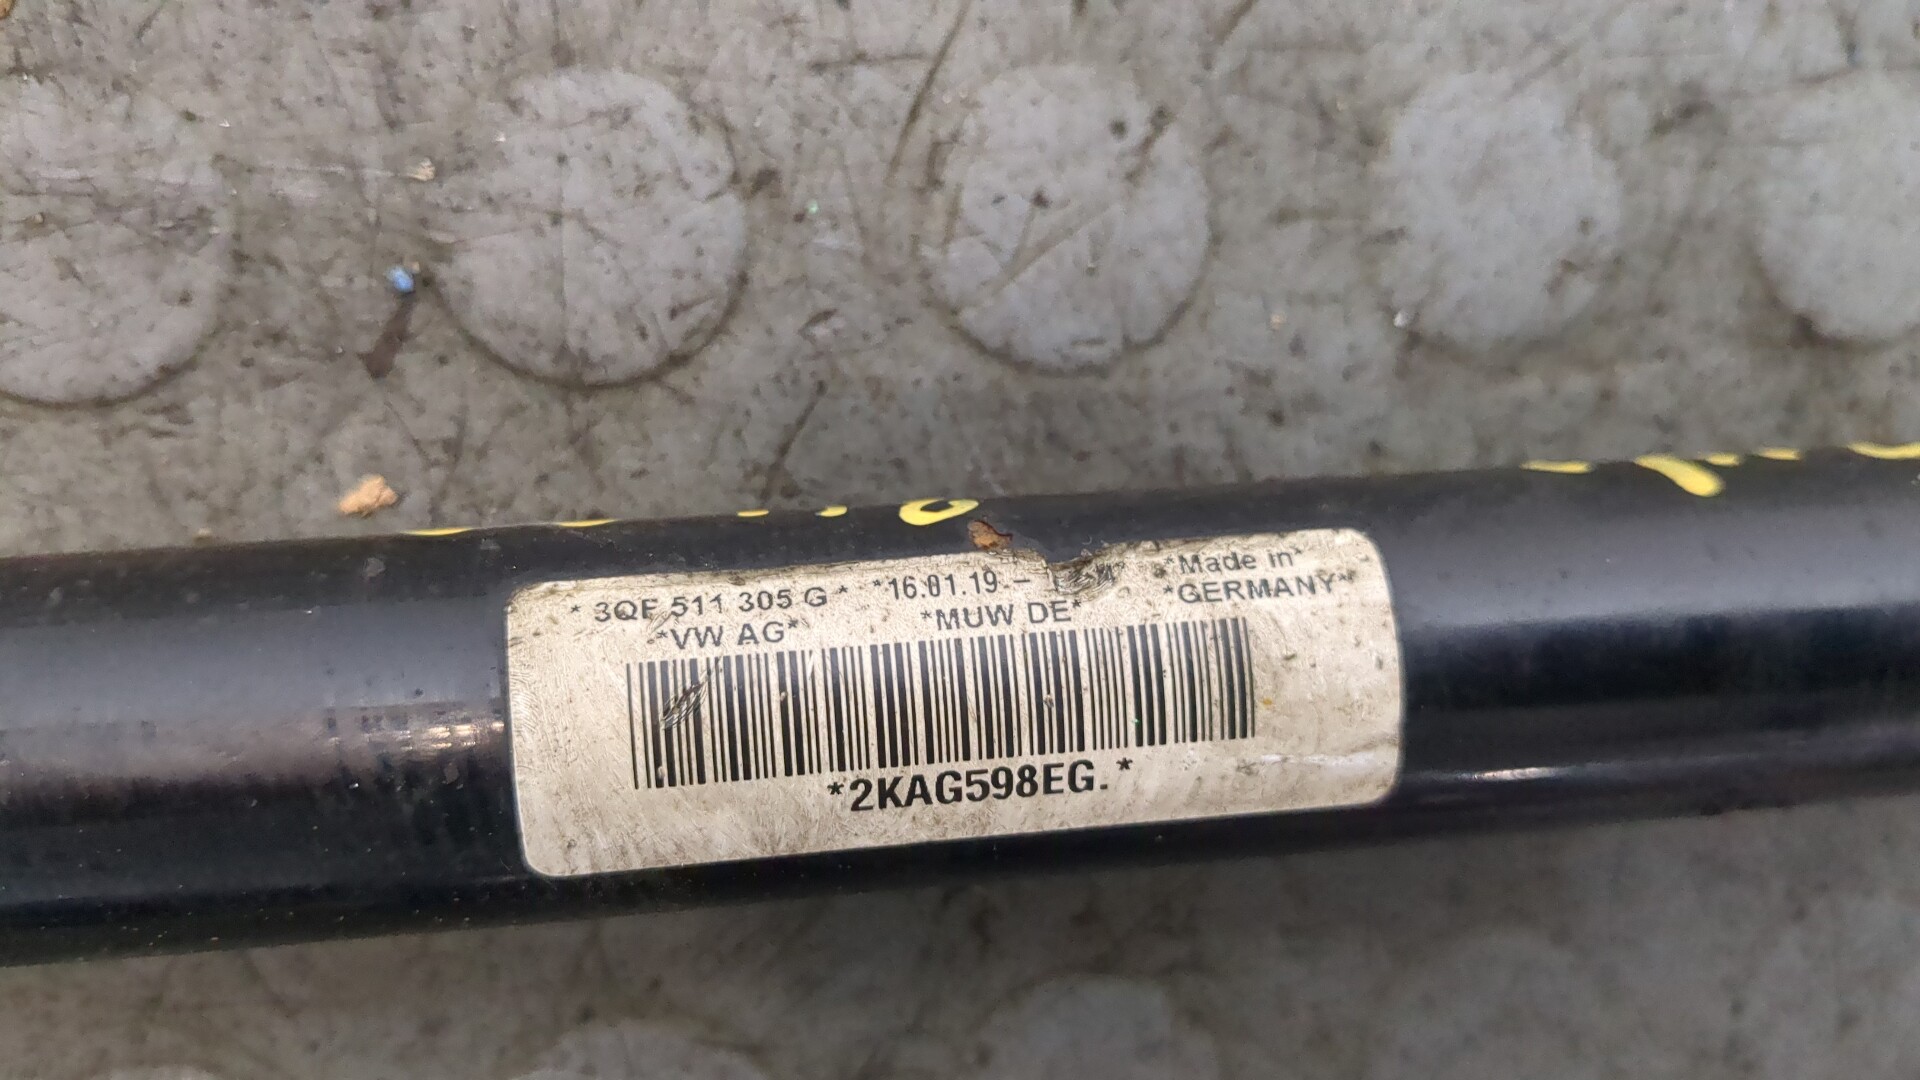 * 3QF 511 305 G * *16.01.19 – *Made in*
*VW AG* *MUW DE* *GERMANY*
*2KAG598EG. *